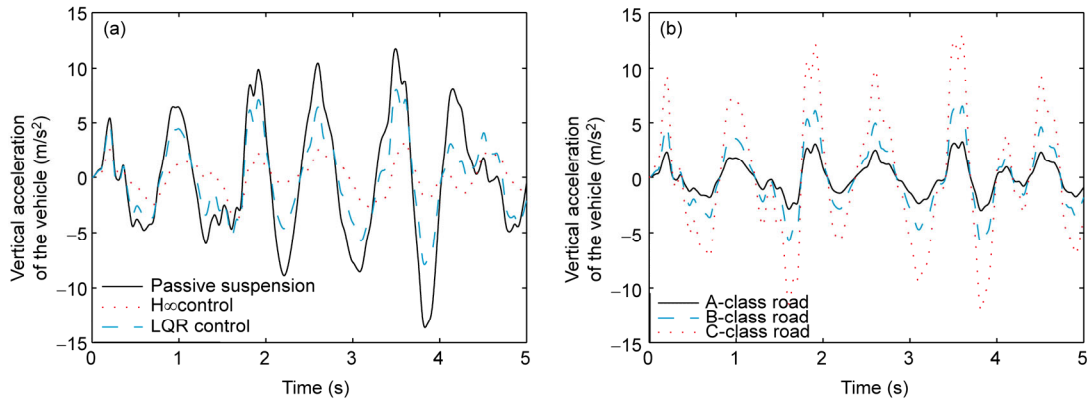 (a)
Vertical acceleration
of the vehicle (m/s²)
15
10
5
0
−5
−10
−15
Passive suspension
H∞control
LQR control
0
1
2
3
4
5
Time (s)
(b)
Vertical acceleration
of the vehicle (m/s²)
15
10
5
0
−5
−10
−15
A-class road
B-class road
C-class road
0
1
2
3
4
5
Time (s)